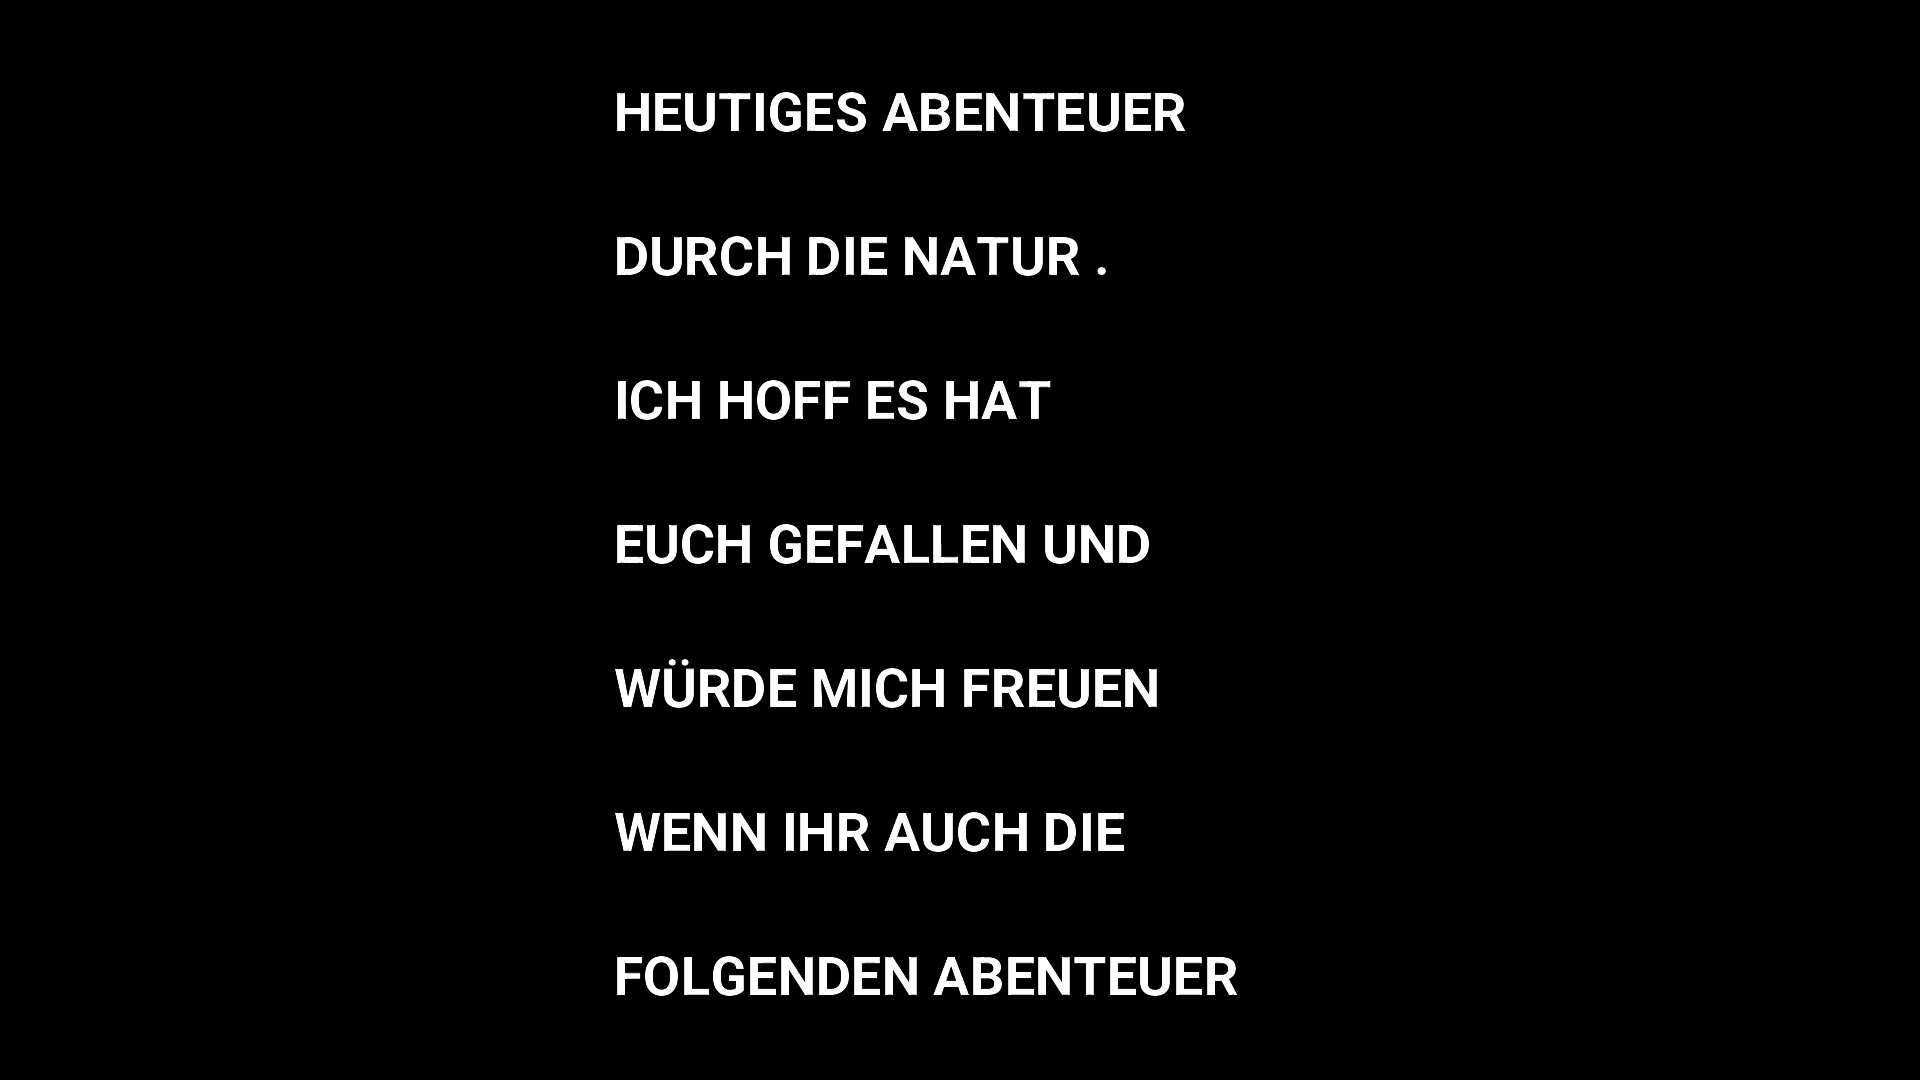 HEUTIGES ABENTEUER
DURCH DIE NATUR .
ICH HOFF ES HAT
EUCH GEFALLEN UND
WÜRDE MICH FREUEN
WENN IHR AUCH DIE
FOLGENDEN ABENTEUER